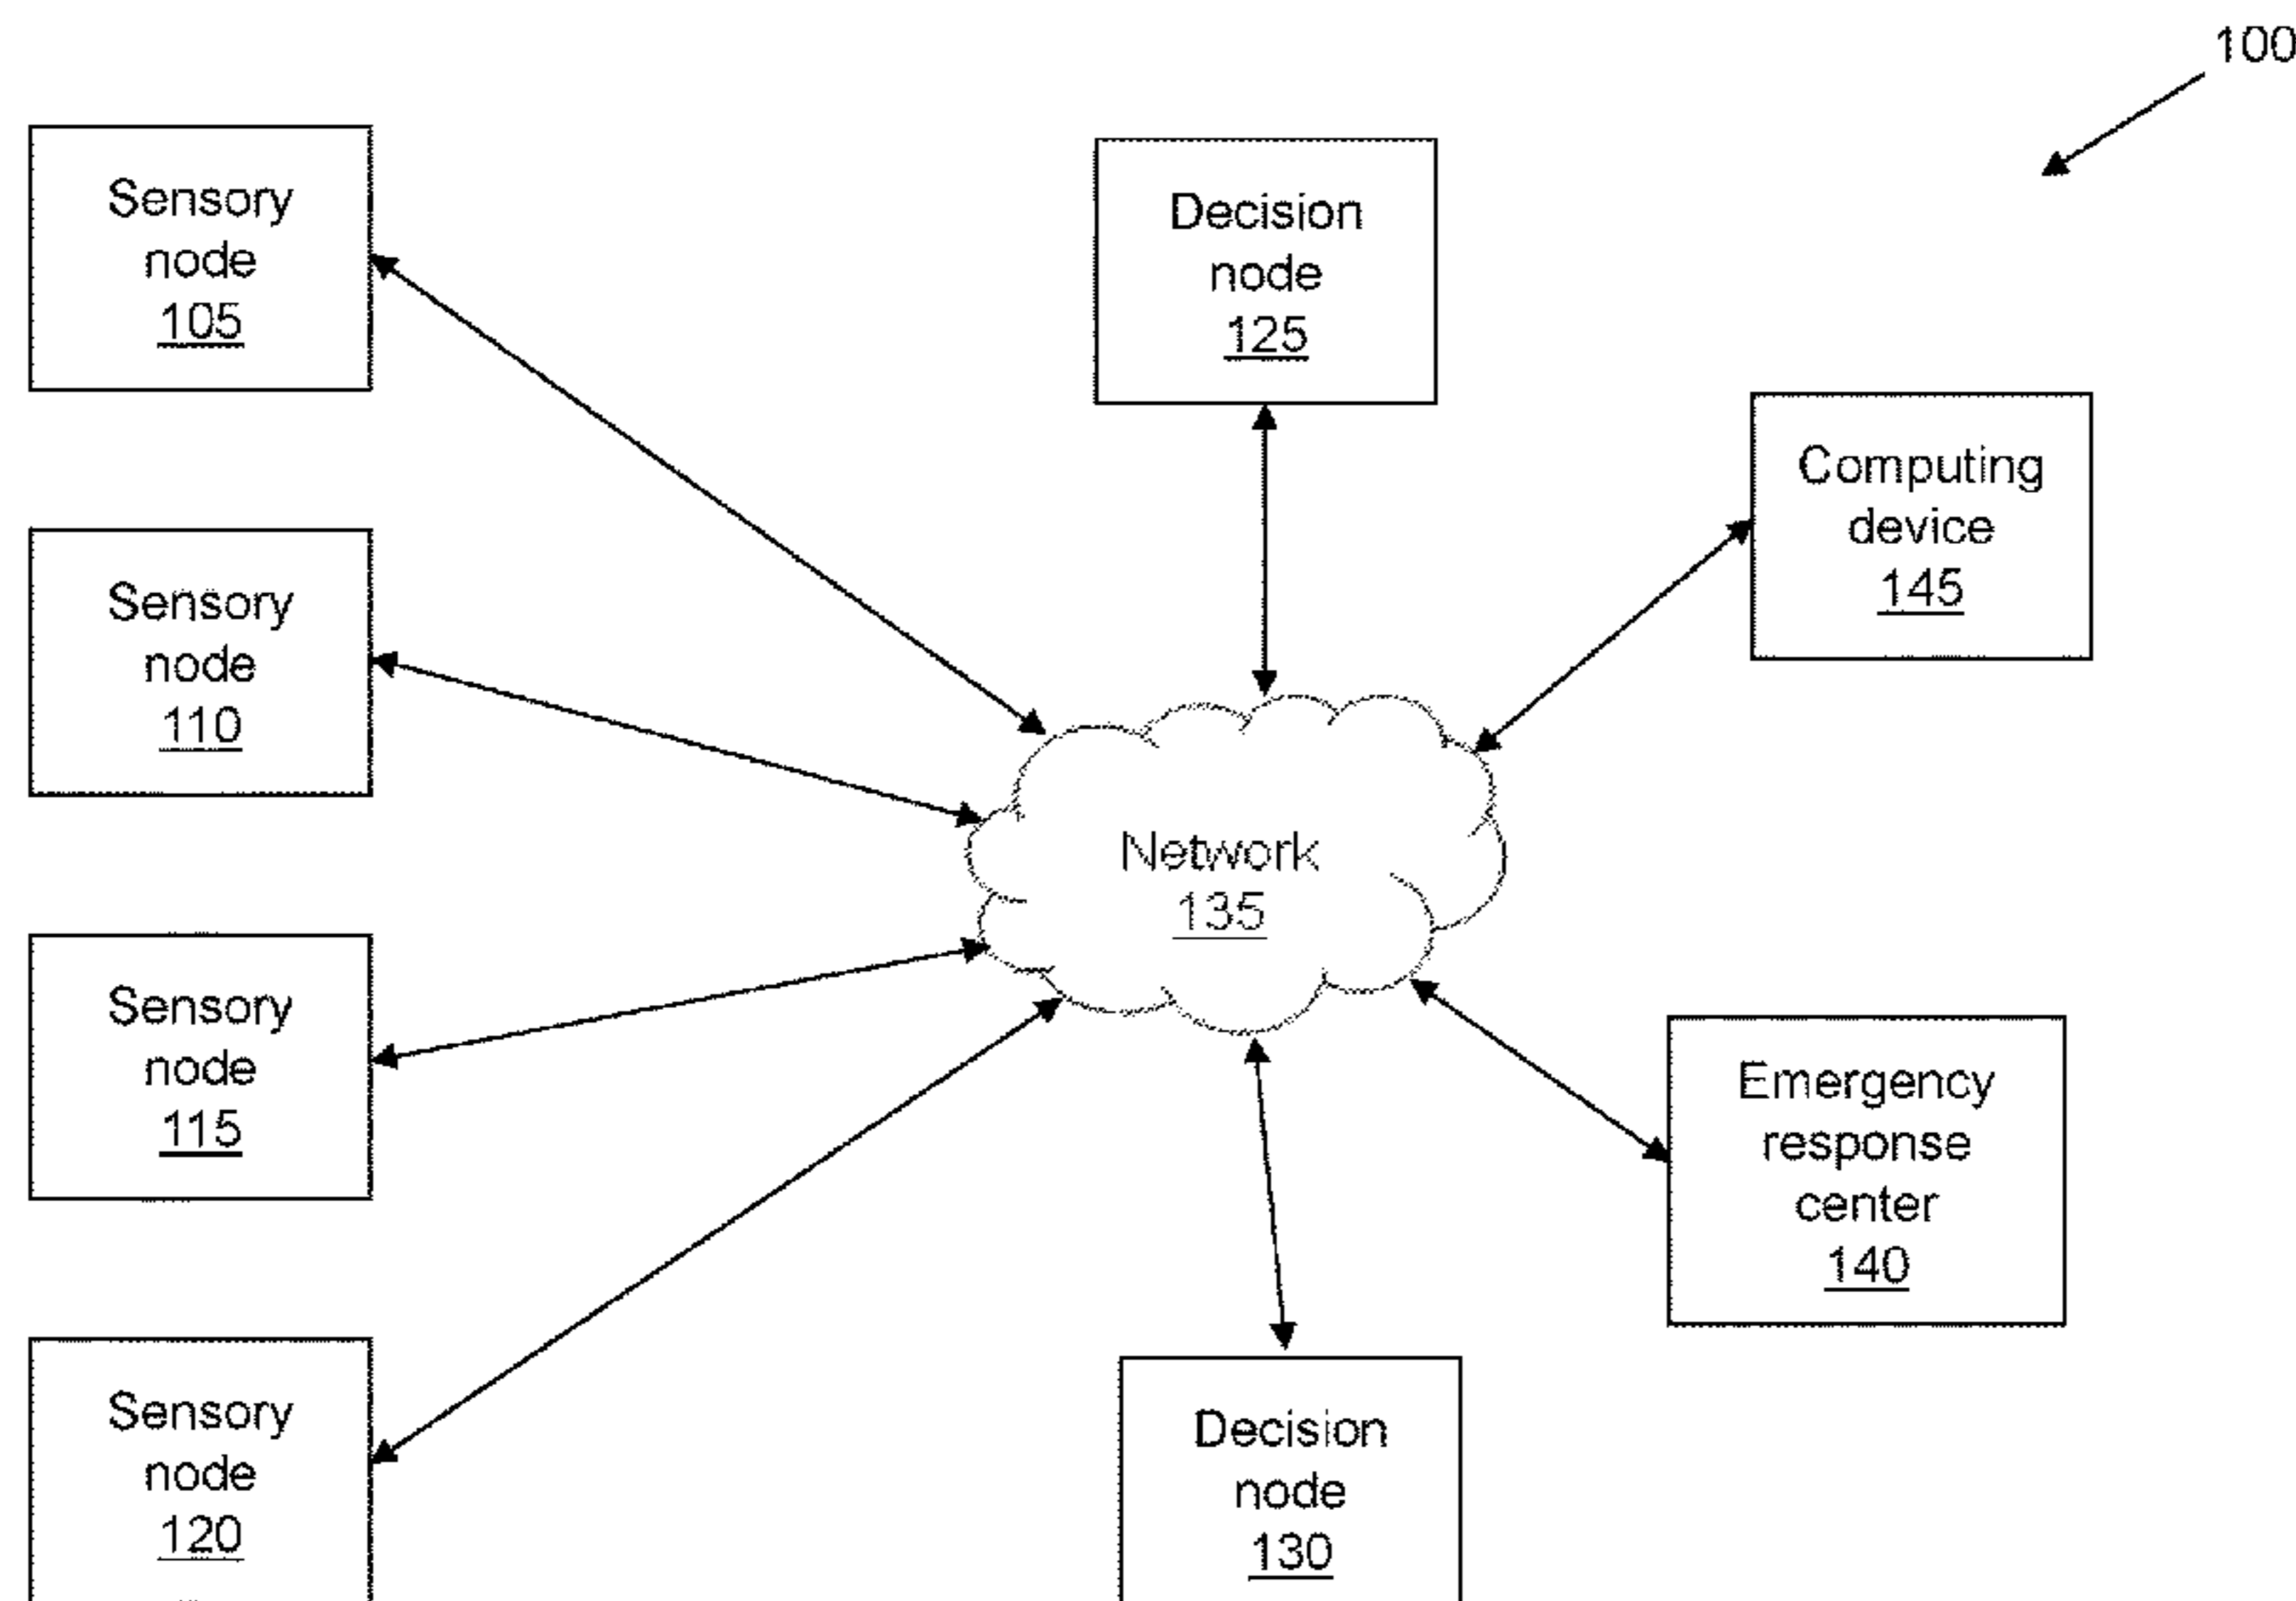 100
Sensory
node
105
Decision
node
125
Computing
device
145
Sensory
node
110
Network
135
Sensory
node
115
Emergency
response
center
140
Sensory
node
120
Decision
node
130